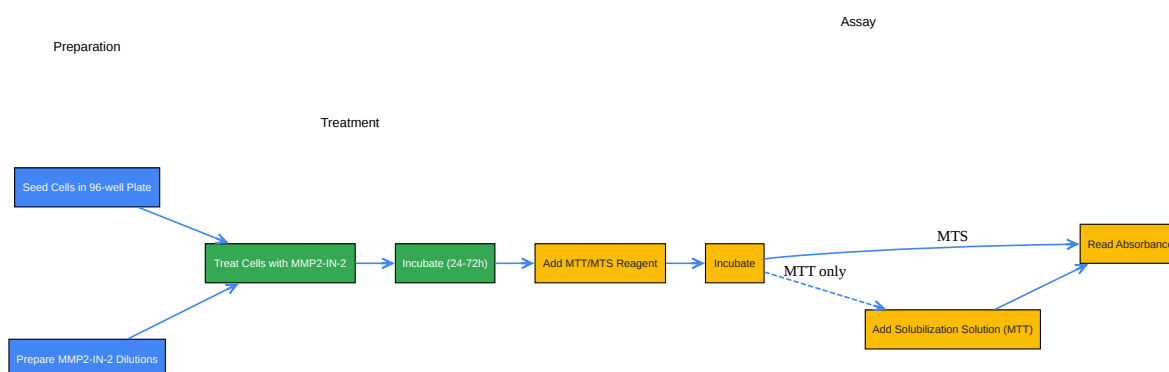 Assay
Preparation
Treatment
Seed Cells in 96-well Plate
MTS
Treat Cells with MMP2-IN-2
Incubate (24-72h)
Add MTT/MTS Reagent
Incubate
Read Absorbance
MTT only
Add Solubilization Solution (MTT)
Prepare MMP2-IN-2 Dilutions